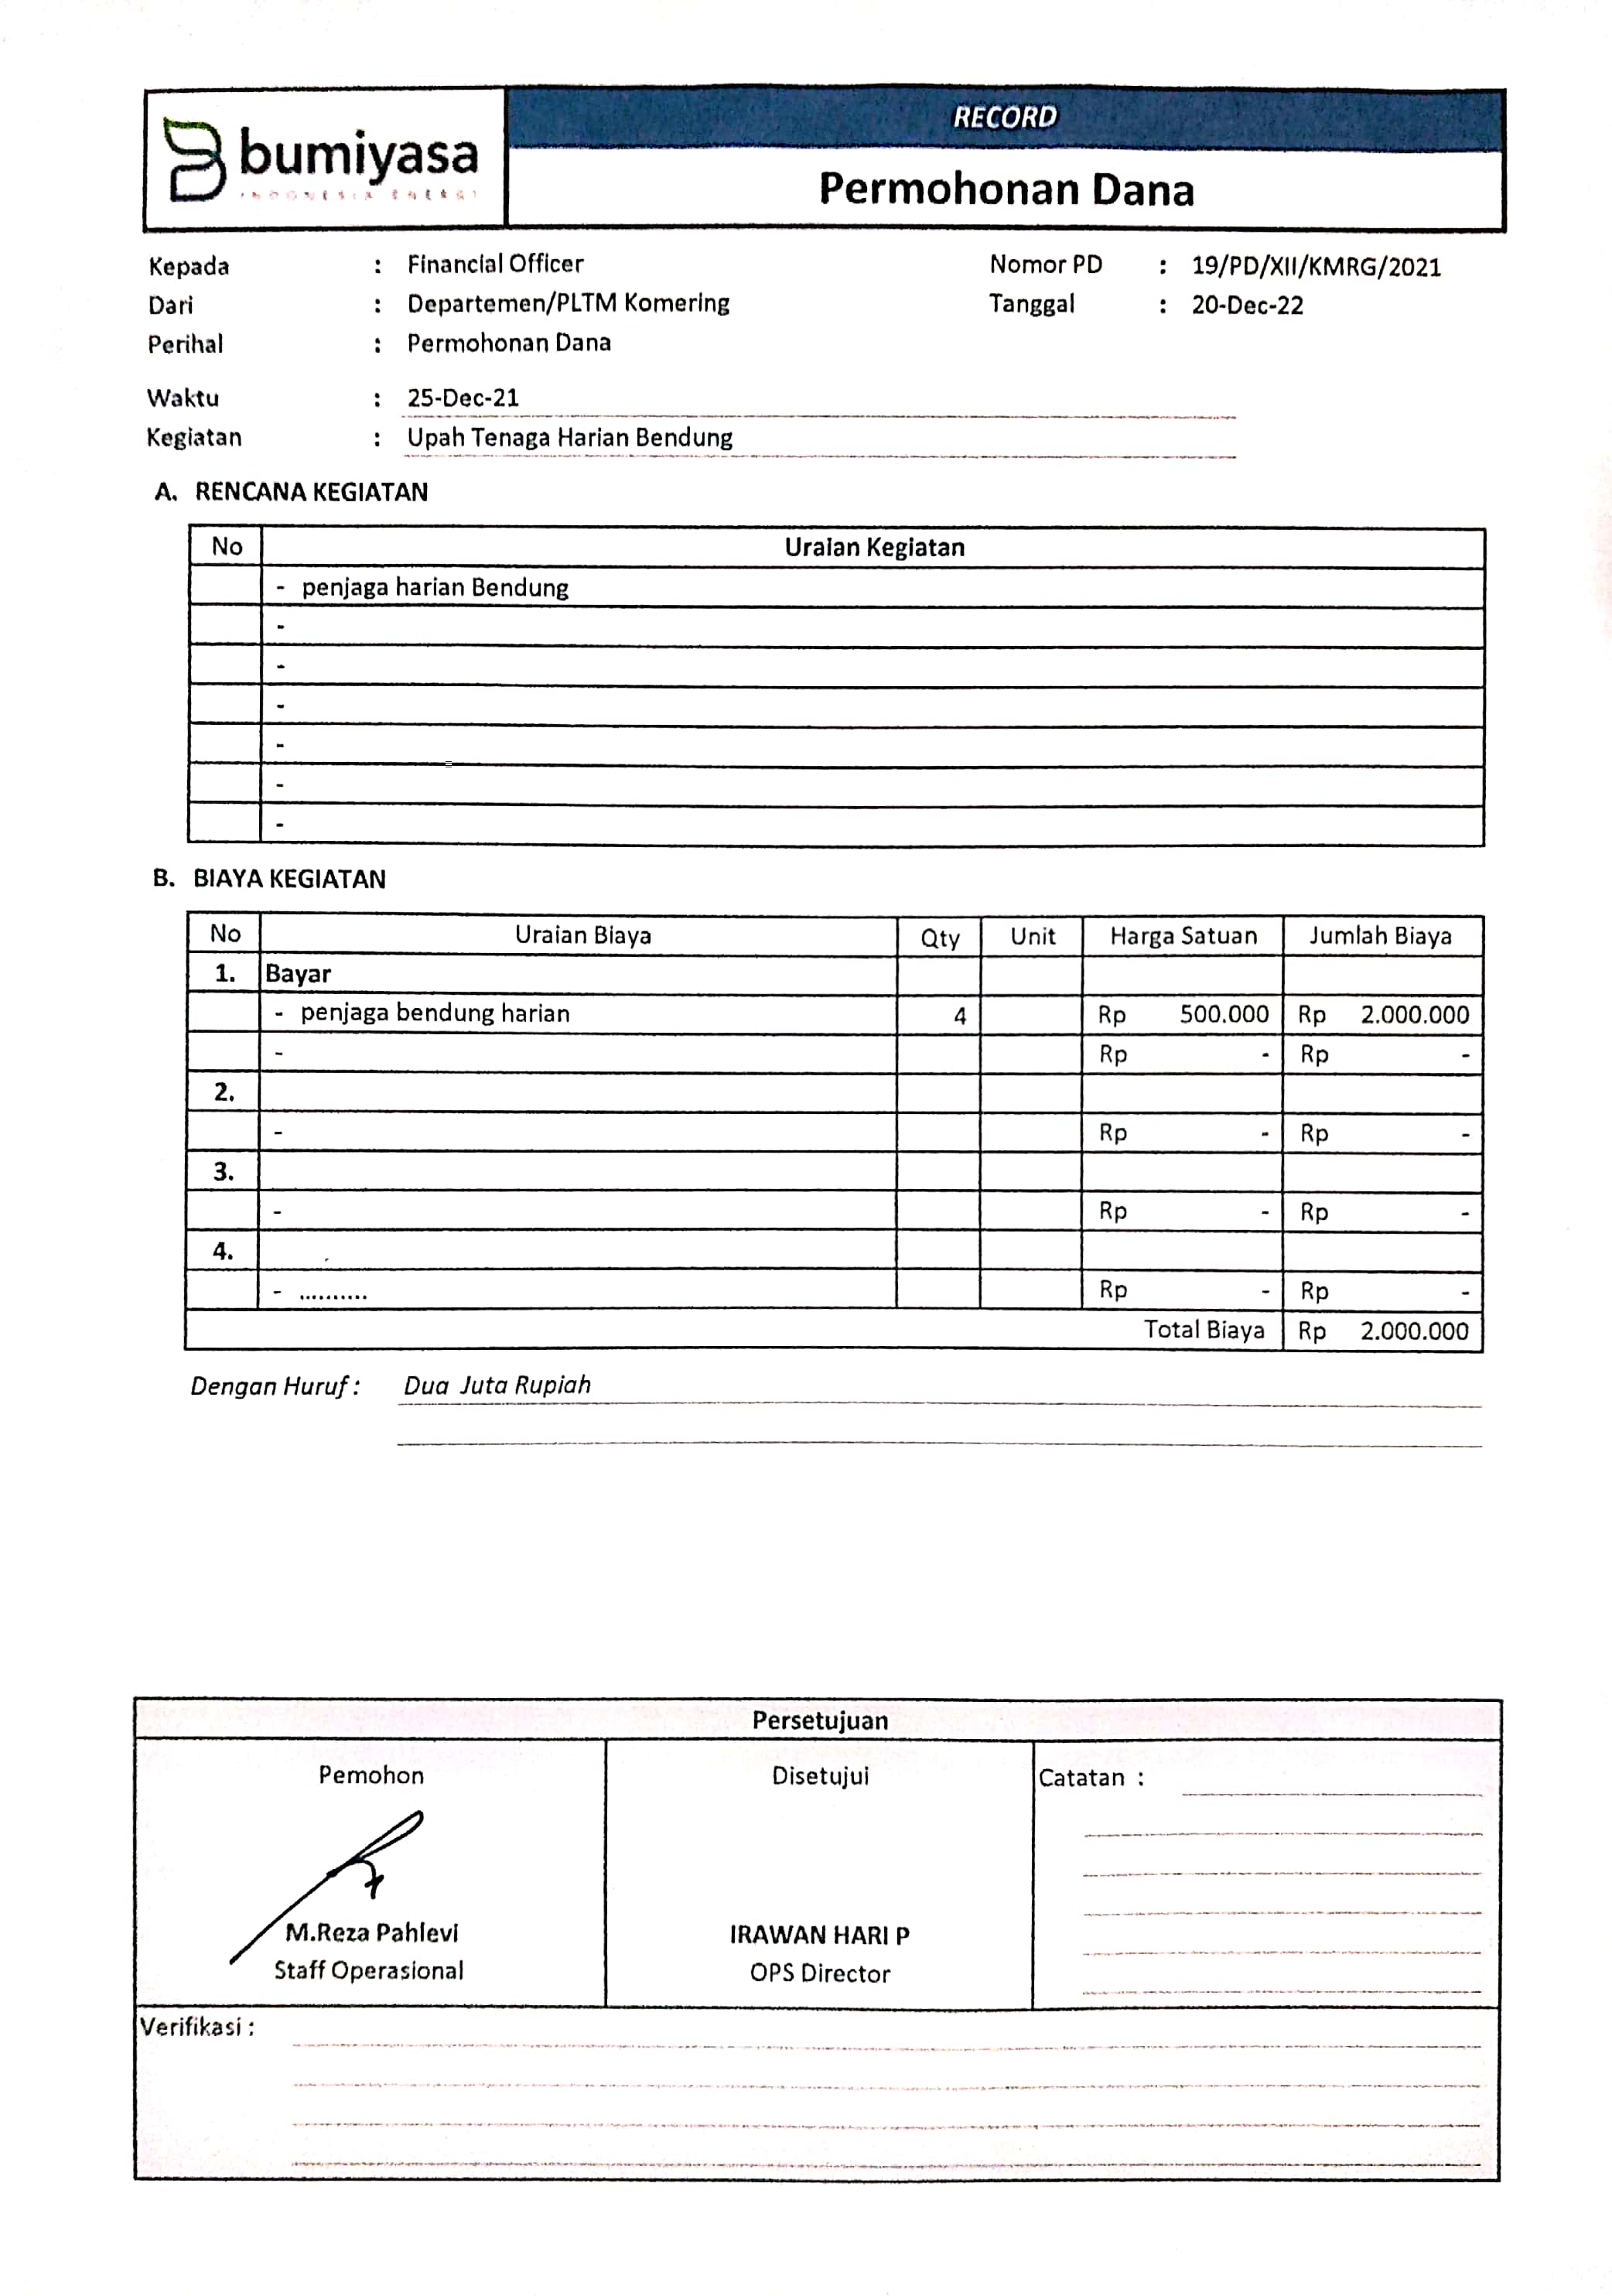 bumiyasa
INDONESIA ENERGI
RECORD
Permohonan Dana
Kepada : Financial Officer Nomor PD : 19/PD/XII/KMRG/2021
Dari : Departemen/PLTM Komering Tanggal : 20-Dec-22
Perihal : Permohonan Dana
Waktu : 25-Dec-21
Kegiatan : Upah Tenaga Harian Bendung
A. RENCANA KEGIATAN
No Uraian Kegiatan
- penjaga harian Bendung
-
-
-
-
-
-
B. BIAYA KEGIATAN
No Uraian Biaya Qty Unit Harga Satuan Jumlah Biaya
1. Bayar
- penjaga bendung harian 4 Rp 500.000 Rp 2.000.000
- Rp - Rp -
2.
- Rp - Rp -
3.
- Rp - Rp -
4.
- .......... Rp - Rp -
Total Biaya Rp 2.000.000
Dengan Huruf : Dua Juta Rupiah
Persetujuan
Pemohon Disetujui Catatan :
M.Reza Pahlevi IRAWAN HARI P
Staff Operasional OPS Director
Verifikasi :